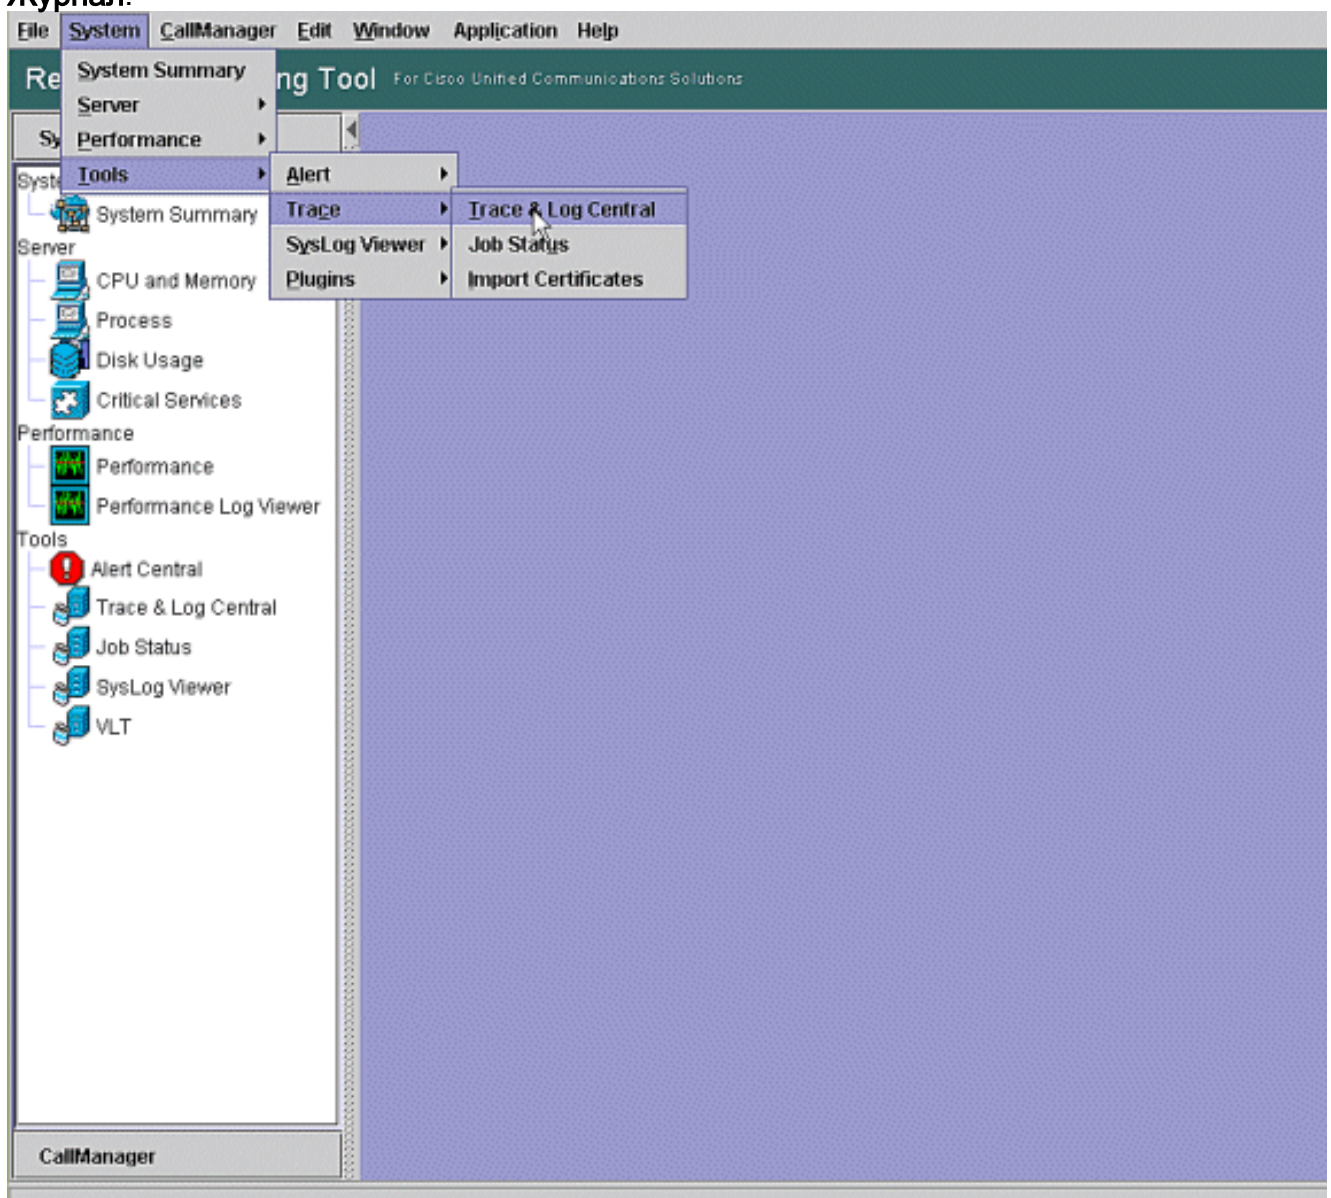 Журнал.
File System CallManager Edit Window Application Help
Re ng Tool For Cisco Unified Communications Solutions
System Summary
Server
Performance
Tools
Alert
Trace
SysLog Viewer
Plugins
Trace & Log Central
Job Status
Import Certificates
Sy
Syste
System Summary
Server
CPU and Memory
Process
Disk Usage
Critical Services
Performance
Performance
Performance Log Viewer
Tools
Alert Central
Trace & Log Central
Job Status
SysLog Viewer
VLT
CallManager